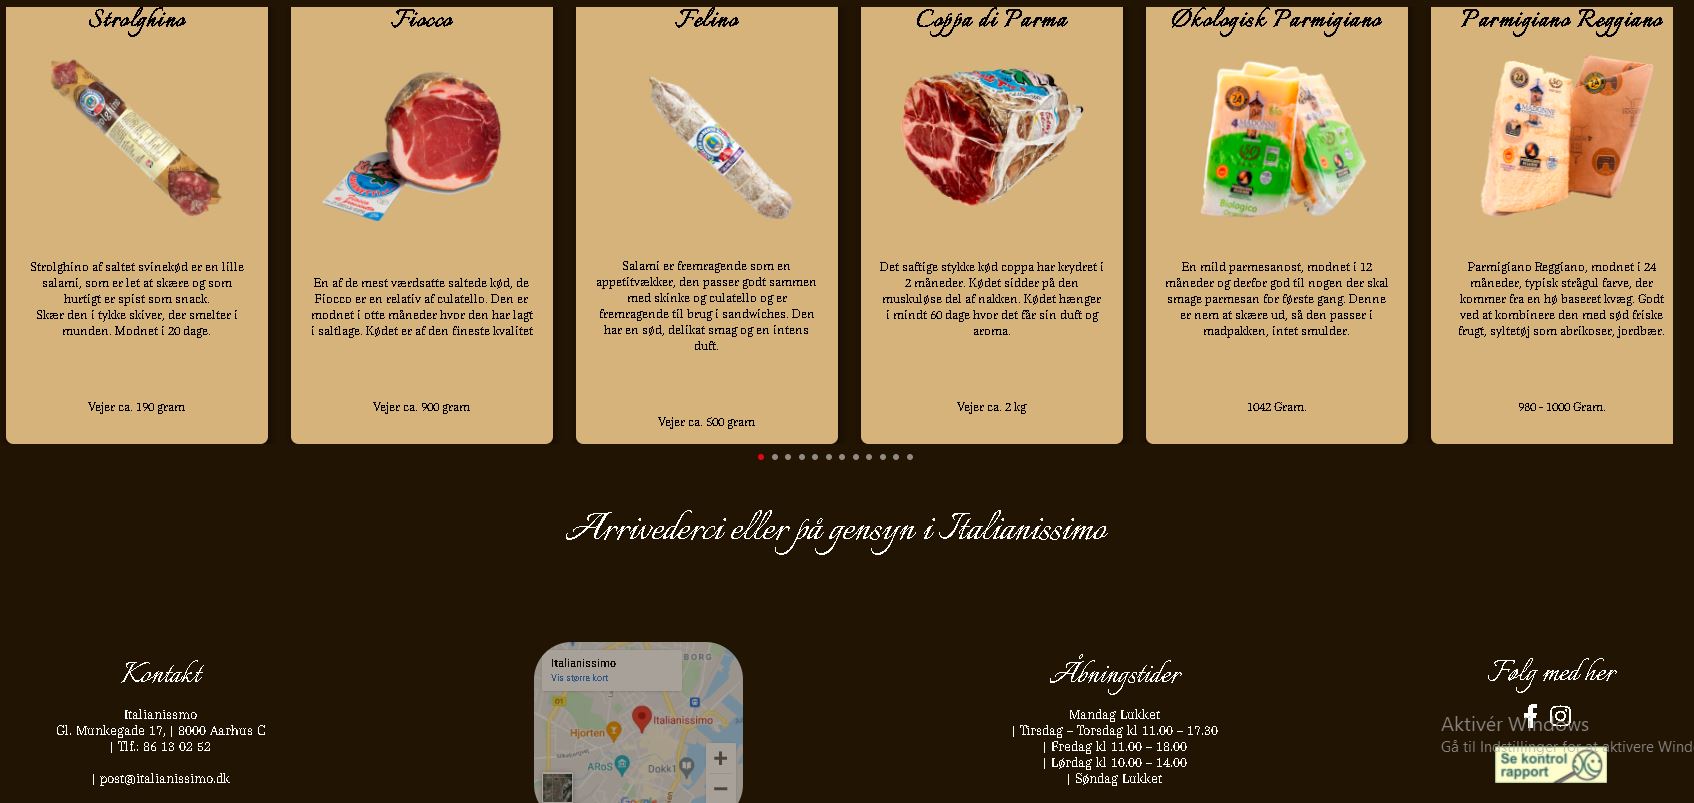 Strolghino
Strolghino af saltet svinekød er en lille
salami, som er let at skære og som
hurtigt er spist som snack.
Skær den i tykke skiver, der smelter i
munden. Modnet i 20 dage.
Vejer ca. 190 gram
Fiocco
En af de mest værdsatte saltede kød, de
Fiocco er en relativ af culatello. Den er
modnet i otte måneder hvor den har lagt
i saltlage. Kødet er af den fineste kvalitet
Vejer ca. 900 gram
Felino
Salami er fremragende som en
appetitvækker, den passer godt sammen
med skinke og culatello og er
fremragende til brug i sandwiches. Den
har en sød, delikat smag og en intens
duft.
Vejer ca. 500 gram
Coppa di Parma
Det saftige stykke kød coppa har krydret i
2 måneder. Kødet sidder på den
muskuløse del af nakken. Kødet hænger
i mindt 60 dage hvor det får sin duft og
aroma.
Vejer ca. 2 kg
Økologisk Parmigiano
4 MADONNE
Biologico
En mild parmesanost, modnet i 12
måneder og derfor god til nogen der skal
smage parmesan for første gang. Denne
er nem at skære ud, så den passer i
madpakken, intet smulder.
1042 Gram.
Parmigiano Reggiano
24
4 MADONNE
Parmigiano Reggiano, modnet i 24
måneder, typisk strågul farve, der
kommer fra en hø baseret kvæg. Godt
ved at kombinere den med sød friske
frugt, syltetøj som abrikoser, jordbær.
980 - 1000 Gram.
Arrivederci eller på gensyn i Italianissimo
Kontakt
Italianissmo
Gl. Munkegade 17, | 8000 Aarhus C
| Tlf.: 86 13 02 52
| post@italianissimo.dk
Italianissimo
Vis større kort
BORG
01
Italianissimo
Hjorten
ARoS
Dokk1
Google
Åbningstider
Mandag Lukket
| Tirsdag – Torsdag kl 11.00 – 17.30
| Fredag kl 11.00 – 18.00
| Lørdag kl 10.00 – 14.00
| Søndag Lukket
Følg med her
Aktivér Windows
Gå til Indstillinger for at aktivere Wind
Se kontrol
rapport